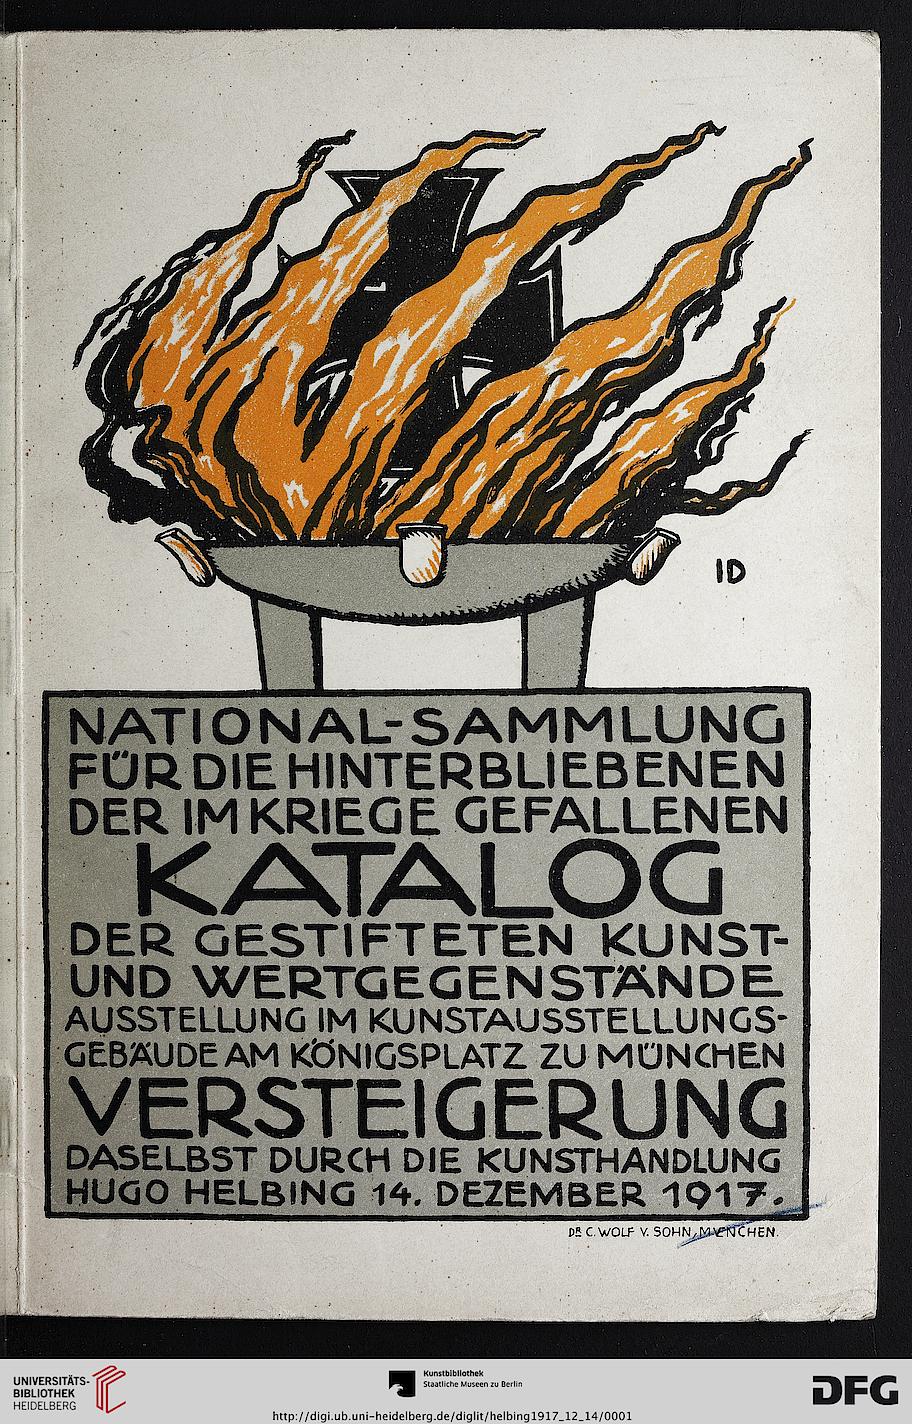 ID
NATIONAL-SAMMLUNG
FÜR DIE HINTERBLIEBENEN
DER IM KRIEGE GEFALLENEN
KATALOG
DER GESTIFTETEN KUNST-
UND WERTGEGENSTÄNDE
AUSSTELLUNG IM KUNSTAUSSTELLUNGS-
GEBÄUDE AM KÖNIGSPLATZ ZU MÜNCHEN
VERSTEIGERUNG
DASELBST DURCH DIE KUNSTHANDLUNG
HUGO HELBING 14. DEZEMBER 1917.
DR. C. WOLF V. SOHN, MVENCHEN.
UNIVERSITÄTS-
BIBLIOTHEK
HEIDELBERG
Kunstbibliothek
Staatliche Museen zu Berlin
DFG
http://digi.ub.uni-heidelberg.de/diglit/helbing1917_12_14/0001